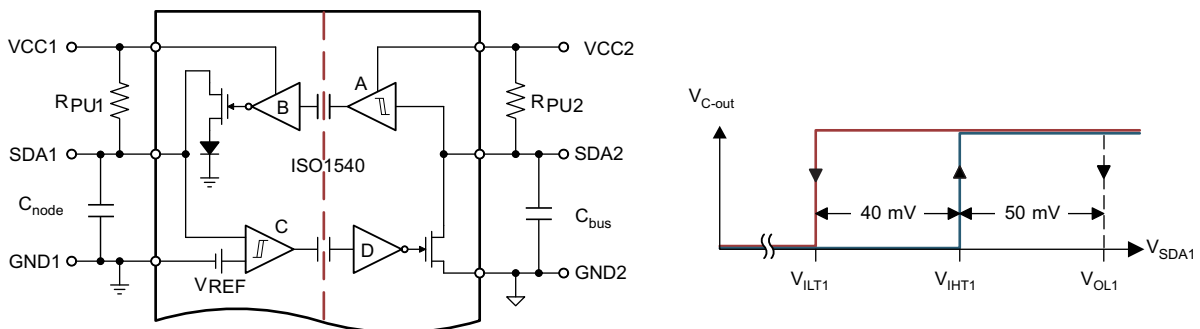 VCC1
RPU1
SDA1
Cnode
GND1
A
B
ISO1540
C
D
VREF
VCC2
RPU2
SDA2
Cbus
GND2
VC-out
40 mV
50 mV
VSDA1
VILT1
VIHT1
VOL1